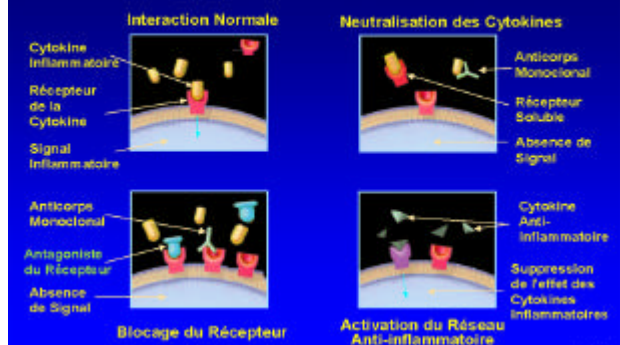 Interaction Normale
Cytokine
Inflammatoire
Récepteur
de la
Cytokine
Signal
Inflammatoire
Neutralisation des Cytokines
Anticorps
Monoclonal
Récepteur
Soluble
Absence de
Signal
Anticorps
Monoclonal
Antagoniste
du Récepteur
Absence
de Signal
Blocage du Récepteur
Cytokine
Anti-
inflammatoire
Suppression
de l'effet des
Cytokines
Inflammatoires
Activation du Réseau
Anti-inflammatoire